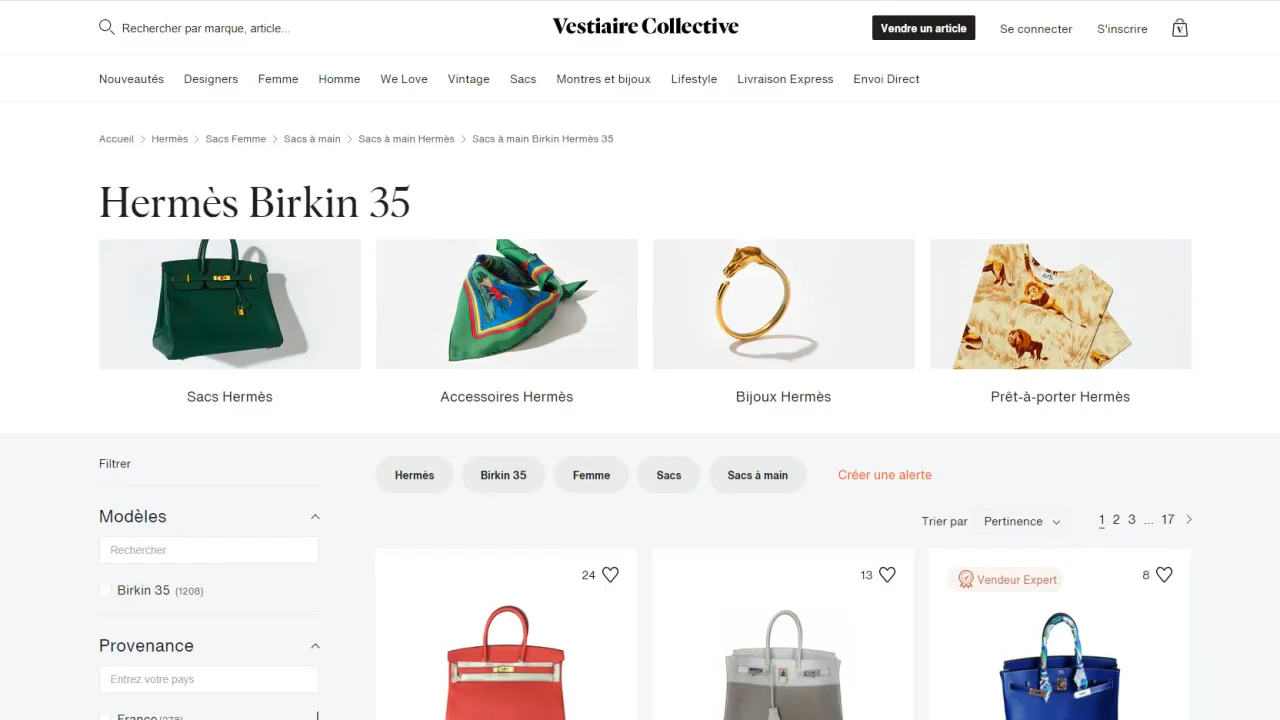 Rechercher par marque, article...
Vestiaire Collective
Vendre un article
Se connecter
S'inscrire
V
Nouveautés Designers Femme Homme We Love Vintage Sacs Montres et bijoux Lifestyle Livraison Express Envoi Direct
Accueil > Hermès > Sacs Femme > Sacs à main > Sacs à main Hermès > Sacs à main Birkin Hermès 35
Hermès Birkin 35
Sacs Hermès
Accessoires Hermès
Bijoux Hermès
Prêt-à-porter Hermès
Filtrer
Hermès Birkin 35 Femme Sacs Sacs à main Créer une alerte
Modèles
Trier par Pertinence 1 2 3 ... 17 >
Rechercher
Birkin 35 (1208)
24
13
Vendeur Expert
8
Provenance
Entrez votre pays
France (278)